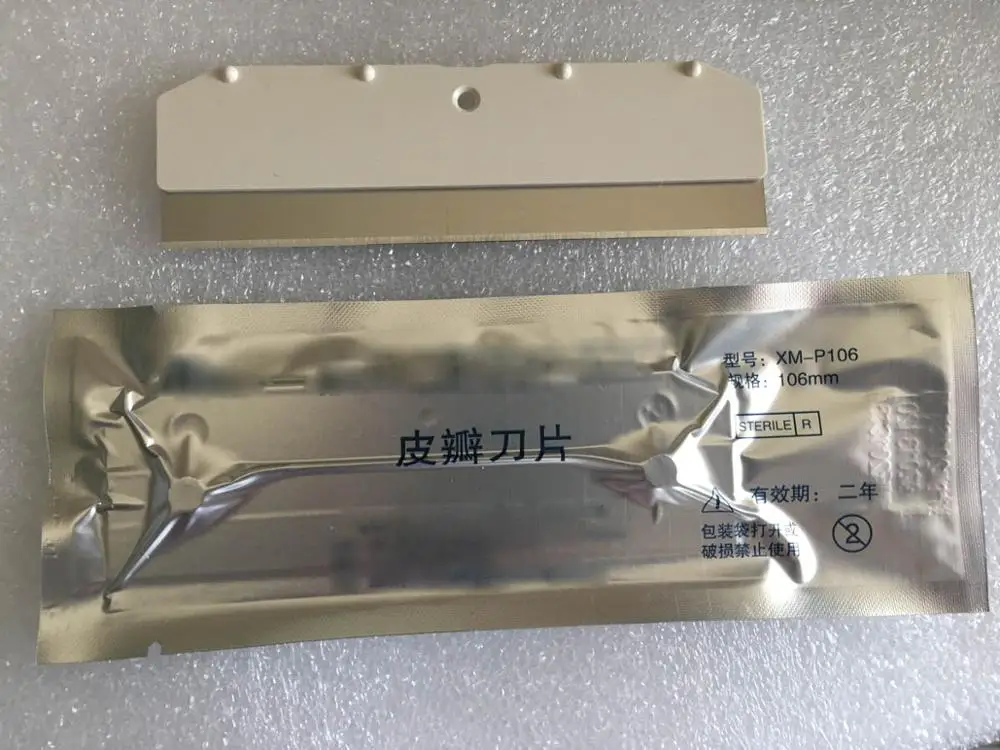 型号：XM-P106
规格：106mm
STERILE R
皮瓣刀片
有效期：二年
包装袋打开或
破损禁止使用
2